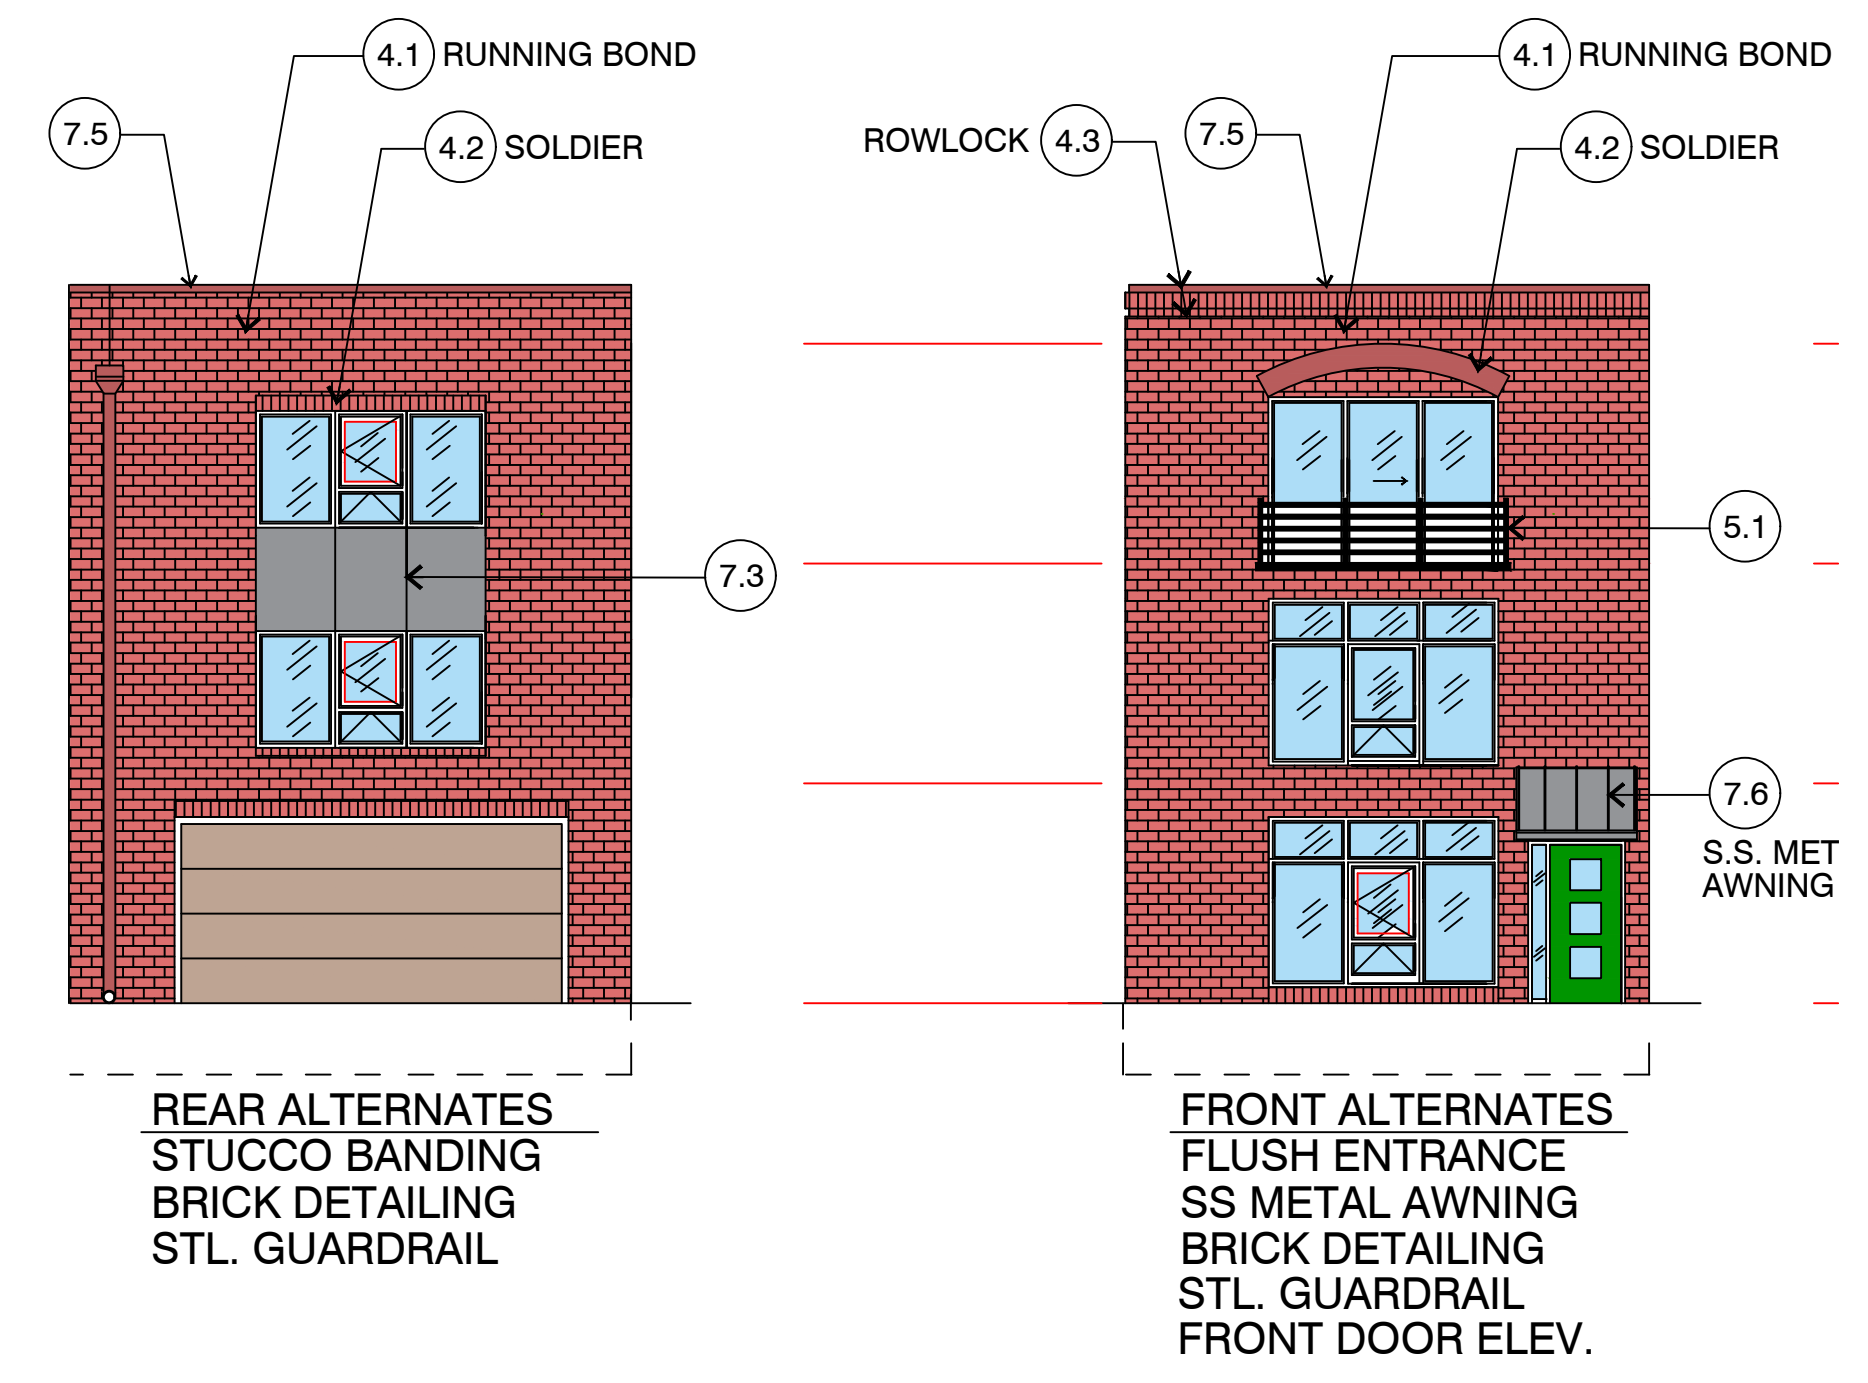 4.1 RUNNING BOND
7.5
4.2 SOLDIER
7.3
REAR ALTERNATES
STUCCO BANDING
BRICK DETAILING
STL. GUARDRAIL
4.1 RUNNING BOND
ROWLOCK 4.3
7.5
4.2 SOLDIER
5.1
7.6
S.S. MET
AWNING
FRONT ALTERNATES
FLUSH ENTRANCE
SS METAL AWNING
BRICK DETAILING
STL. GUARDRAIL
FRONT DOOR ELEV.